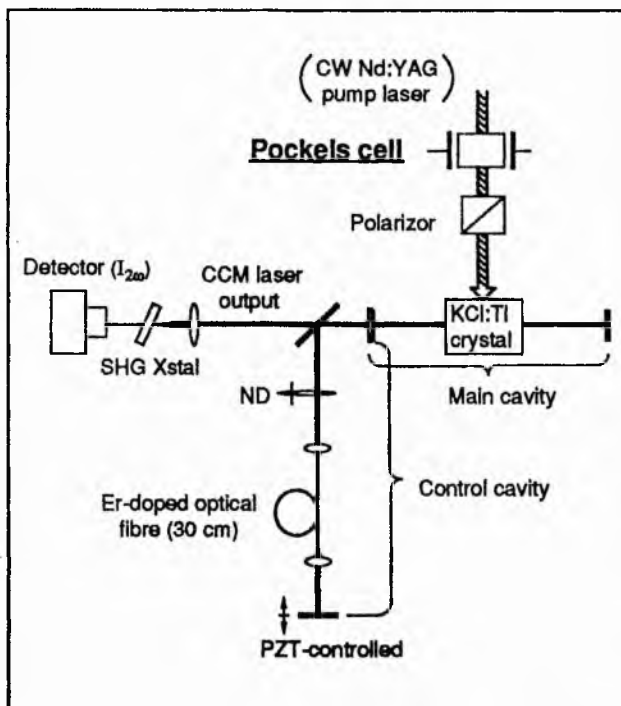 (CW Nd:YAG
pump laser)
Pockels cell
Polarizor
Detector (I2ω)
CCM laser
output
KCl:Tl
crystal
SHG Xstal
ND
Main cavity
Control cavity
Er-doped optical
fibre (30 cm)
PZT-controlled